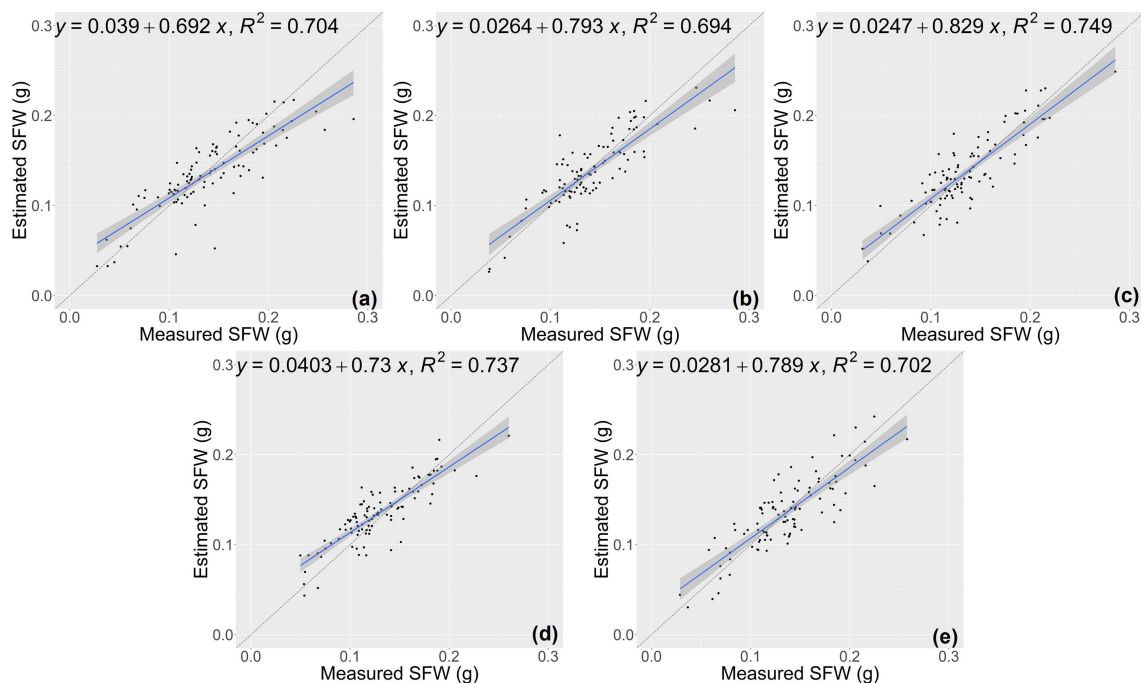 y = 0.039 + 0.692 x, R² = 0.704
0.3
0.2
0.1
0.0
Estimated SFW (g)
(a)
0.0 0.1 0.2 0.3
Measured SFW (g)
y = 0.0264 + 0.793 x, R² = 0.694
0.3
0.2
0.1
0.0
Estimated SFW (g)
(b)
0.0 0.1 0.2 0.3
Measured SFW (g)
y = 0.0247 + 0.829 x, R² = 0.749
0.3
0.2
0.1
0.0
Estimated SFW (g)
(c)
0.0 0.1 0.2 0.3
Measured SFW (g)
y = 0.0403 + 0.73 x, R² = 0.737
0.3
0.2
0.1
0.0
Estimated SFW (g)
(d)
0.0 0.1 0.2 0.3
Measured SFW (g)
y = 0.0281 + 0.789 x, R² = 0.702
0.3
0.2
0.1
0.0
Estimated SFW (g)
(e)
0.0 0.1 0.2 0.3
Measured SFW (g)